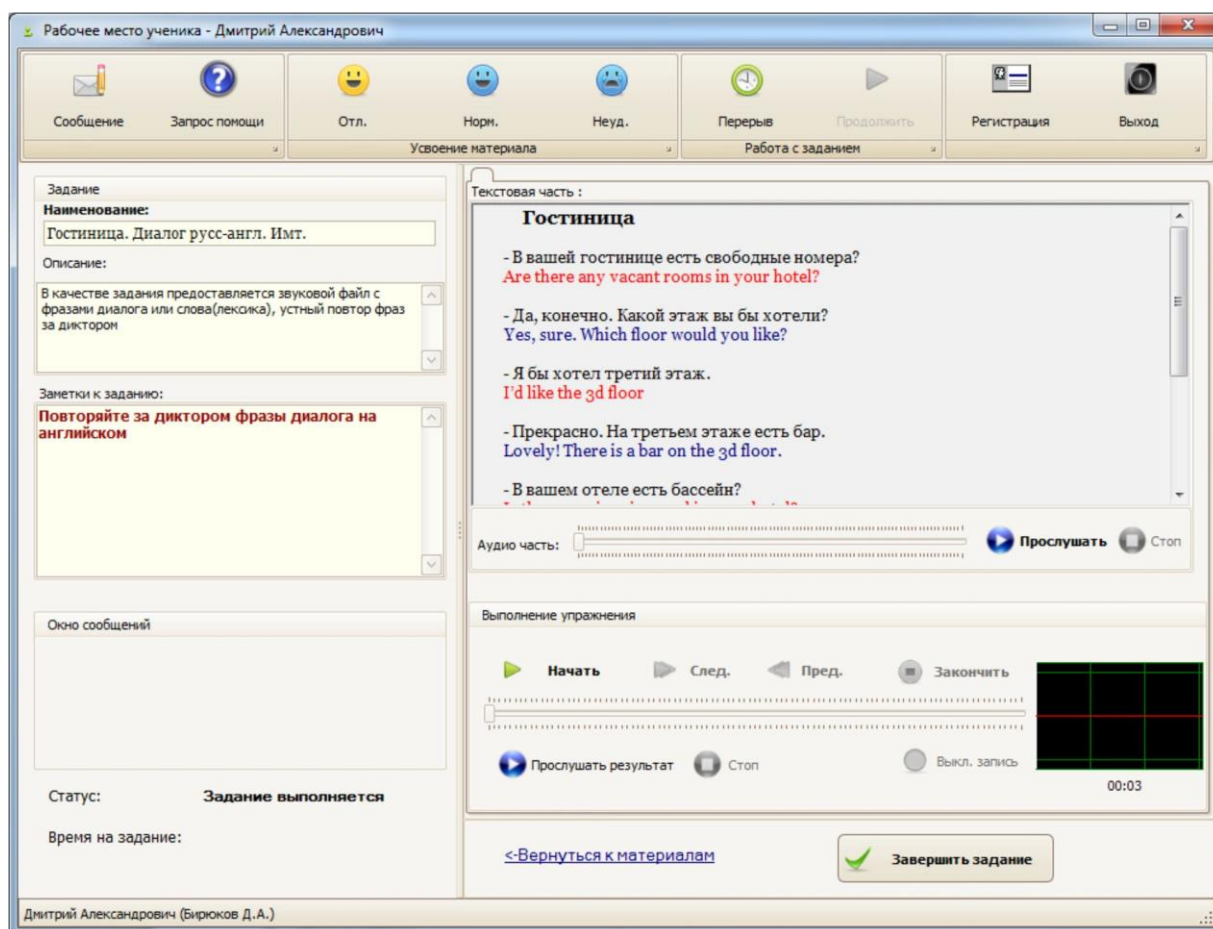 Рабочее место ученика - Дмитрий Александрович
Сообщение
Запрос помощи
Отл.
Норм.
Неуд.
Перерыв
Продолжить
Регистрация
Выход
Усвоение материала
Работа с заданием
Задание
Наименование:
Гостиница. Диалог русс-англ. Имт.
Описание:
В качестве задания предоставляется звуковой файл с
фразами диалога или слова(лексика), устный повтор фраз
за диктором
Заметки к заданию:
Повторяйте за диктором фразы диалога на
английском
Окно сообщений
Статус:
Задание выполняется
Время на задание:
Текстовая часть :
Гостиница
- В вашей гостинице есть свободные номера?
Are there any vacant rooms in your hotel?
- Да, конечно. Какой этаж вы бы хотели?
Yes, sure. Which floor would you like?
- Я бы хотел третий этаж.
I'd like the 3d floor
- Прекрасно. На третьем этаже есть бар.
Lovely! There is a bar on the 3d floor.
- В вашем отеле есть бассейн?
Аудио часть:
Прослушать
Стоп
Выполнение упражнения
Начать
След.
Пред.
Закончить
Прослушать результат
Стоп
Выкл. запись
00:03
<-Вернуться к материалам
Завершить задание
Дмитрий Александрович (Бирюков Д.А.)